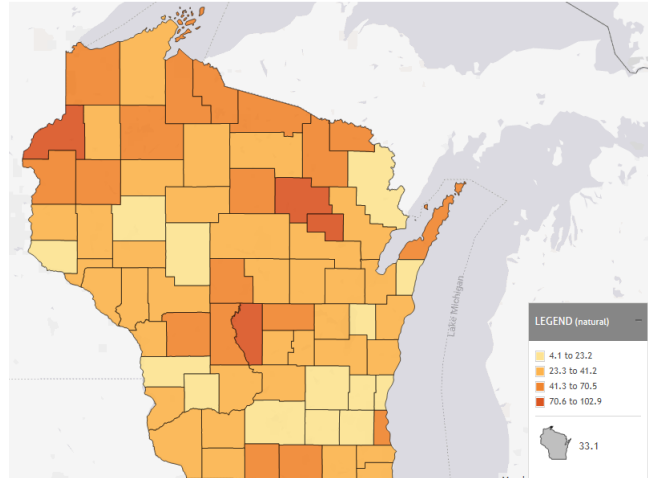 Lake Michigan
LEGEND (natural)
4.1 to 23.2
23.3 to 41.2
41.3 to 70.5
70.6 to 102.9
33.1